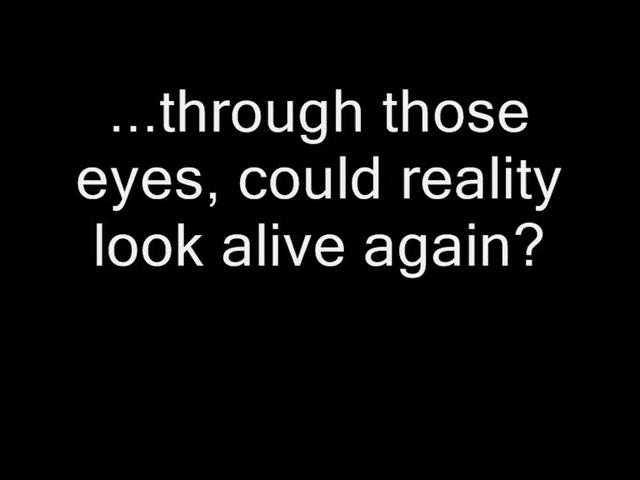 ...through those
eyes, could reality
look alive again?